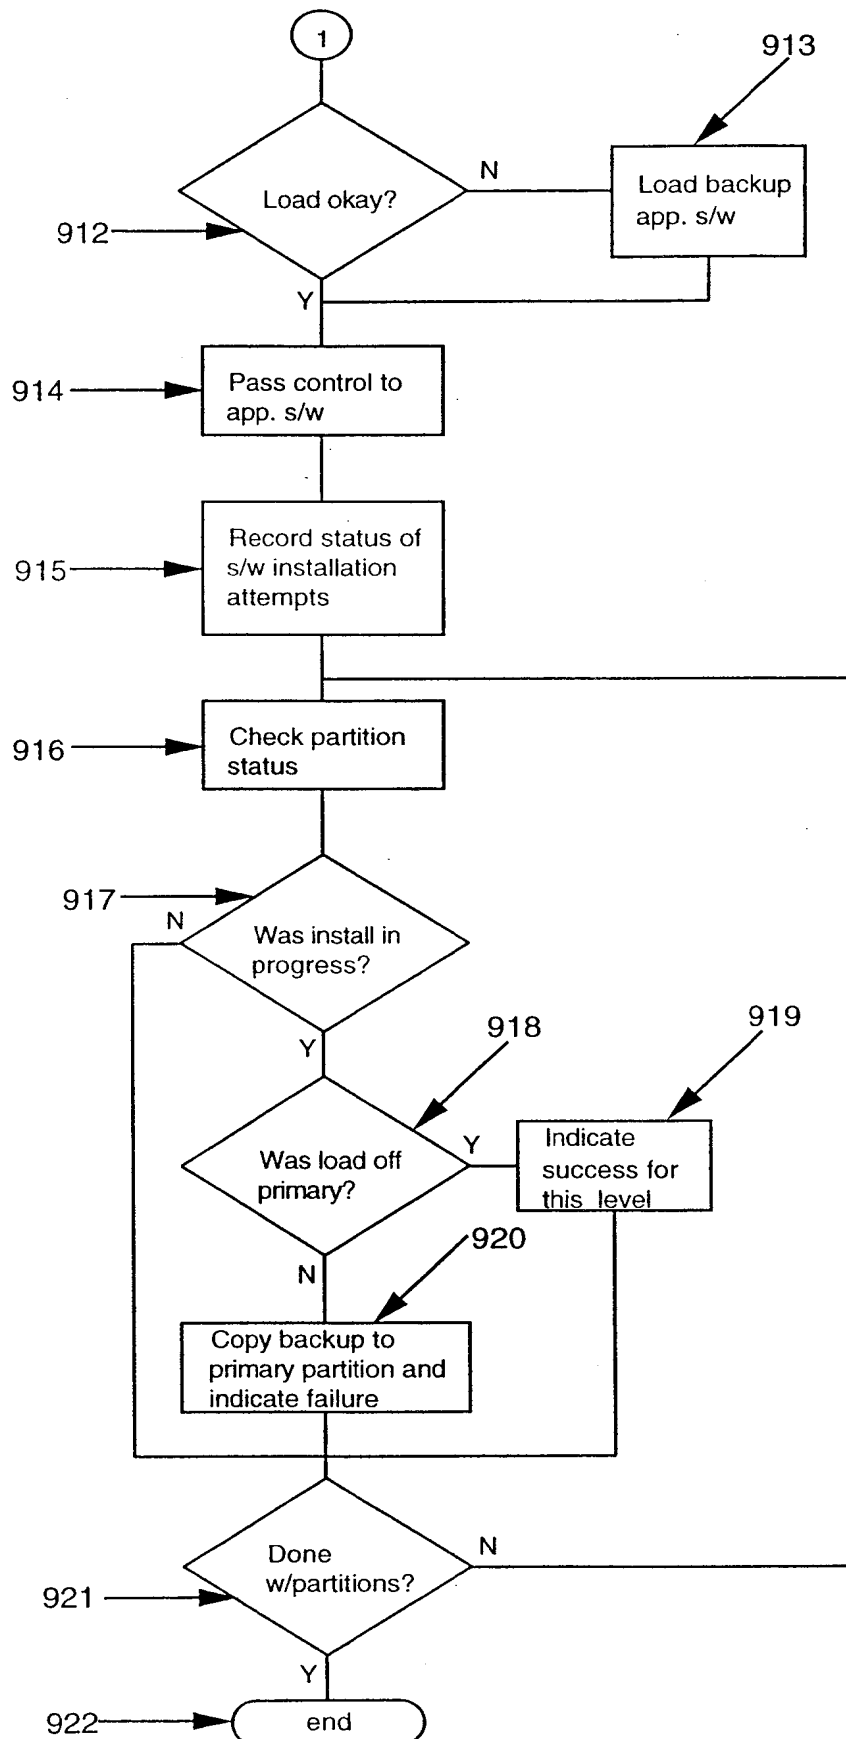 1
913
N
Load okay?
Load backup
app. s/w
912
Y
914
Pass control to
app. s/w
915
Record status of
s/w installation
attempts
916
Check partition
status
917
N
Was install in
progress?
918
919
Y
Was load off
primary?
Y
Indicate
success for
this level
920
N
Copy backup to
primary partition and
indicate failure
Done
w/partitions?
N
921
Y
922
end